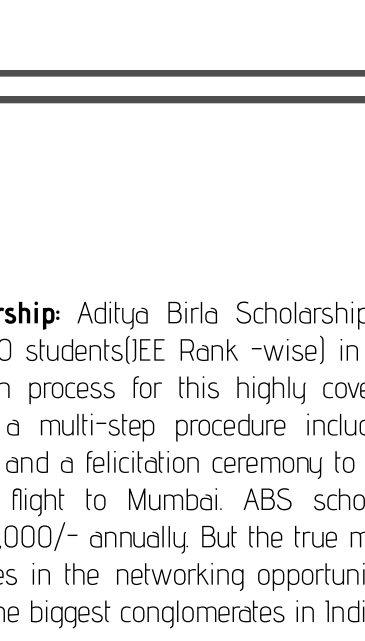 rship: Aditya Birla Scholarship
0 students(JEE Rank -wise) in
n process for this highly cove
a multi-step procedure includ
and a felicitation ceremony to
flight to Mumbai. ABS scho
,000/- annually. But the true m
es in the networking opportuni
ne biggest conglomerates in Indi